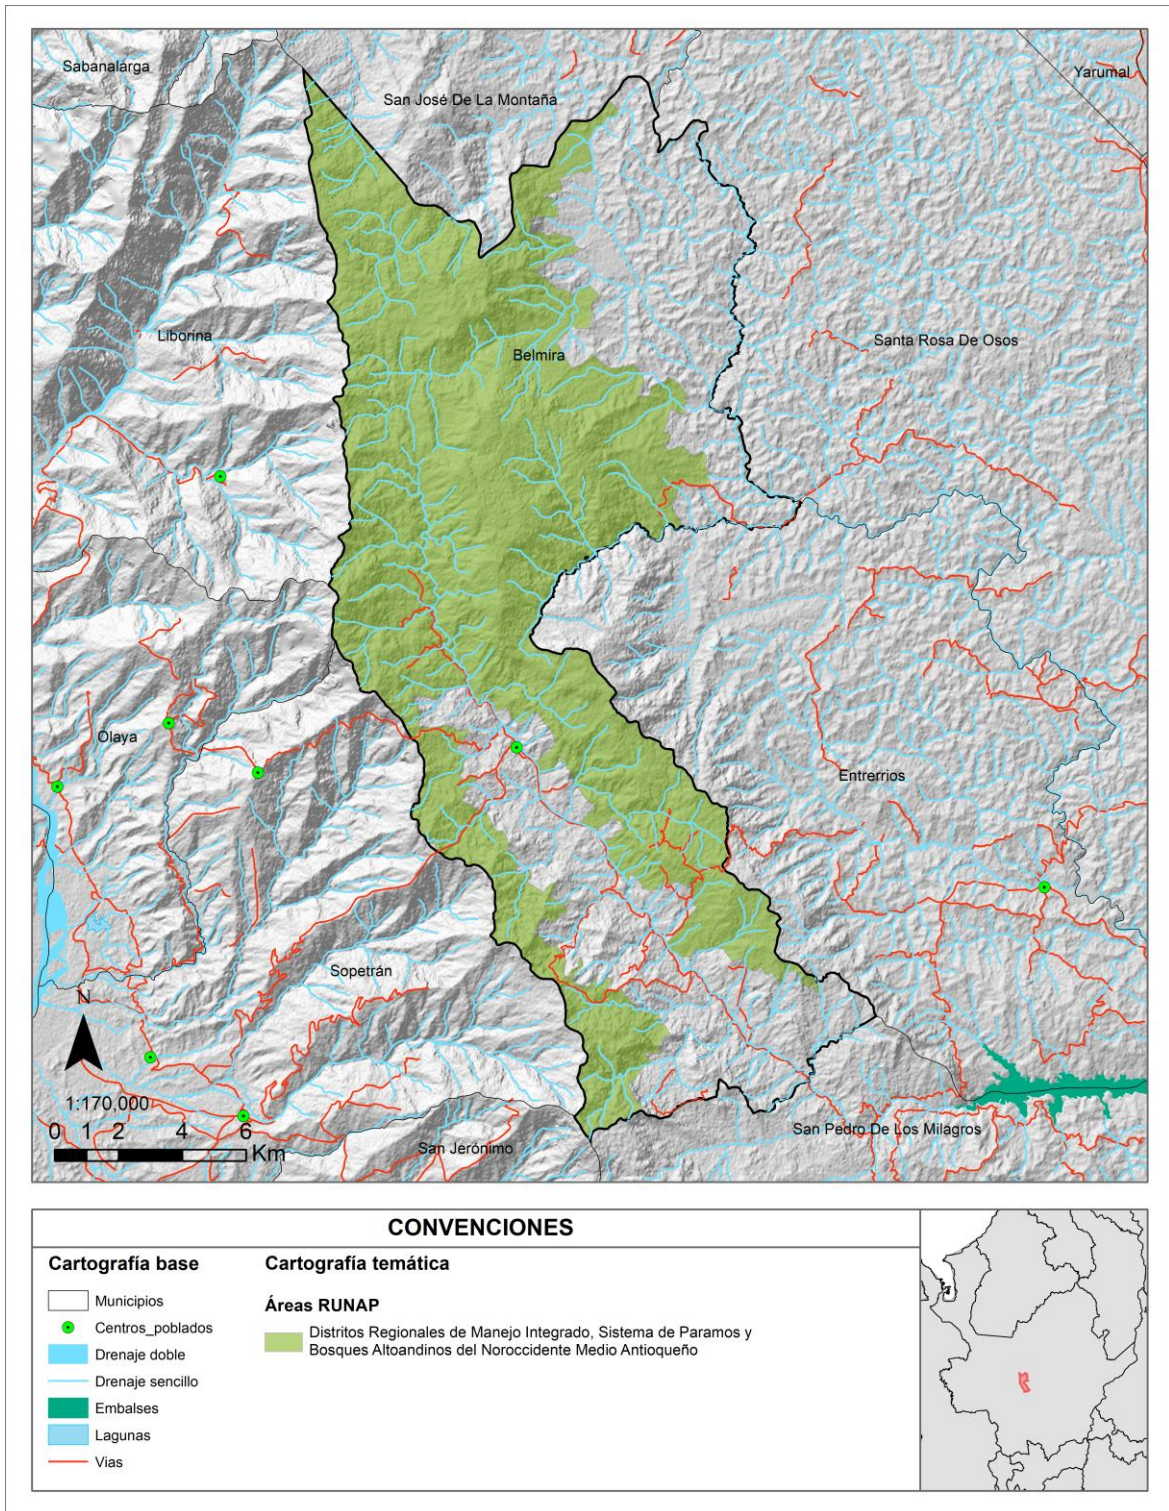 Sabanalarga
San José De La Montaña
Yarumal
Liborina
Belmira
Santa Rosa De Osos
Olaya
Entrerrios
Sopetrán
N
1:170,000
0 1 2 4 6
Km
San Jerónimo
San Pedro De Los Milagros
CONVENCIONES
Cartografía base
Cartografía temática
Municipios
Áreas RUNAP
Centros_poblados
Distritos Regionales de Manejo Integrado, Sistema de Paramos y
Bosques Altoandinos del Noroccidente Medio Antioqueño
Drenaje doble
Drenaje sencillo
Embalses
Lagunas
Vias